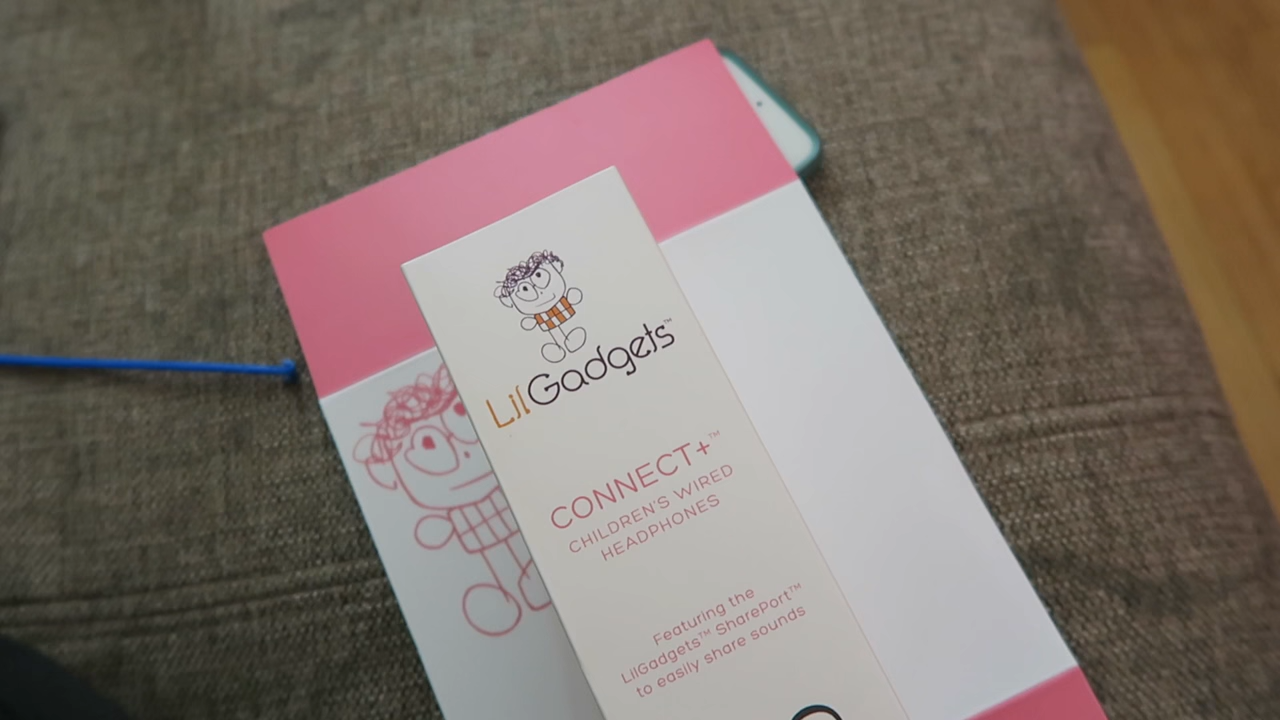 LilGadgets™
CONNECT+™
CHILDREN'S WIRED
HEADPHONES
Featuring the
LilGadgets™ SharePort™
to easily share sounds